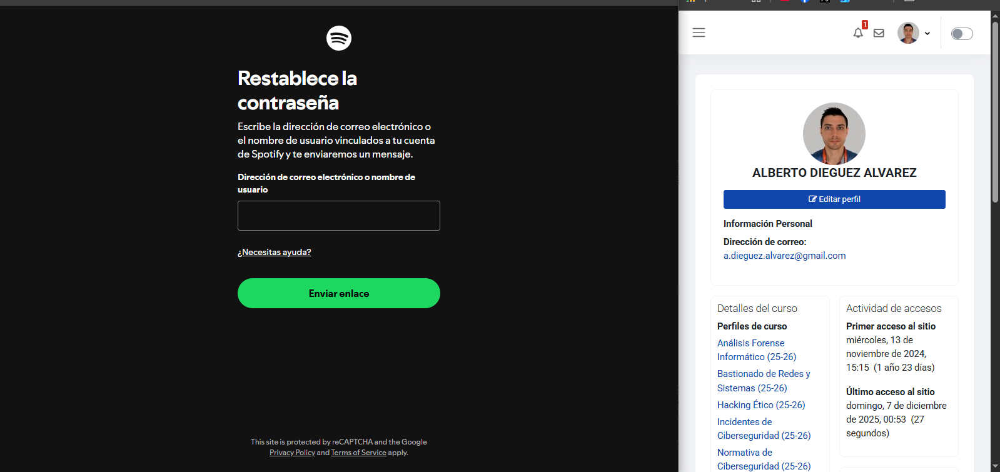 Restablece la
contraseña
Escribe la dirección de correo electrónico o
el nombre de usuario vinculados a tu cuenta
de Spotify y te enviaremos un mensaje.
Dirección de correo electrónico o nombre de
usuario
¿Necesitas ayuda?
Enviar enlace
This site is protected by reCAPTCHA and the Google
Privacy Policy and Terms of Service apply.
1
ALBERTO DIEGUEZ ALVAREZ
Editar perfil
Información Personal
Dirección de correo:
a.dieguez.alvarez@gmail.com
Detalles del curso
Perfiles de curso
Análisis Forense
Informático (25-26)
Bastionado de Redes y
Sistemas (25-26)
Hacking Ético (25-26)
Incidentes de
Ciberseguridad (25-26)
Normativa de
Ciberseguridad (25-26)
Actividad de accesos
Primer acceso al sitio
miércoles, 13 de
noviembre de 2024,
15:15 (1 año 23 días)
Último acceso al sitio
domingo, 7 de diciembre
de 2025, 00:53 (27
segundos)